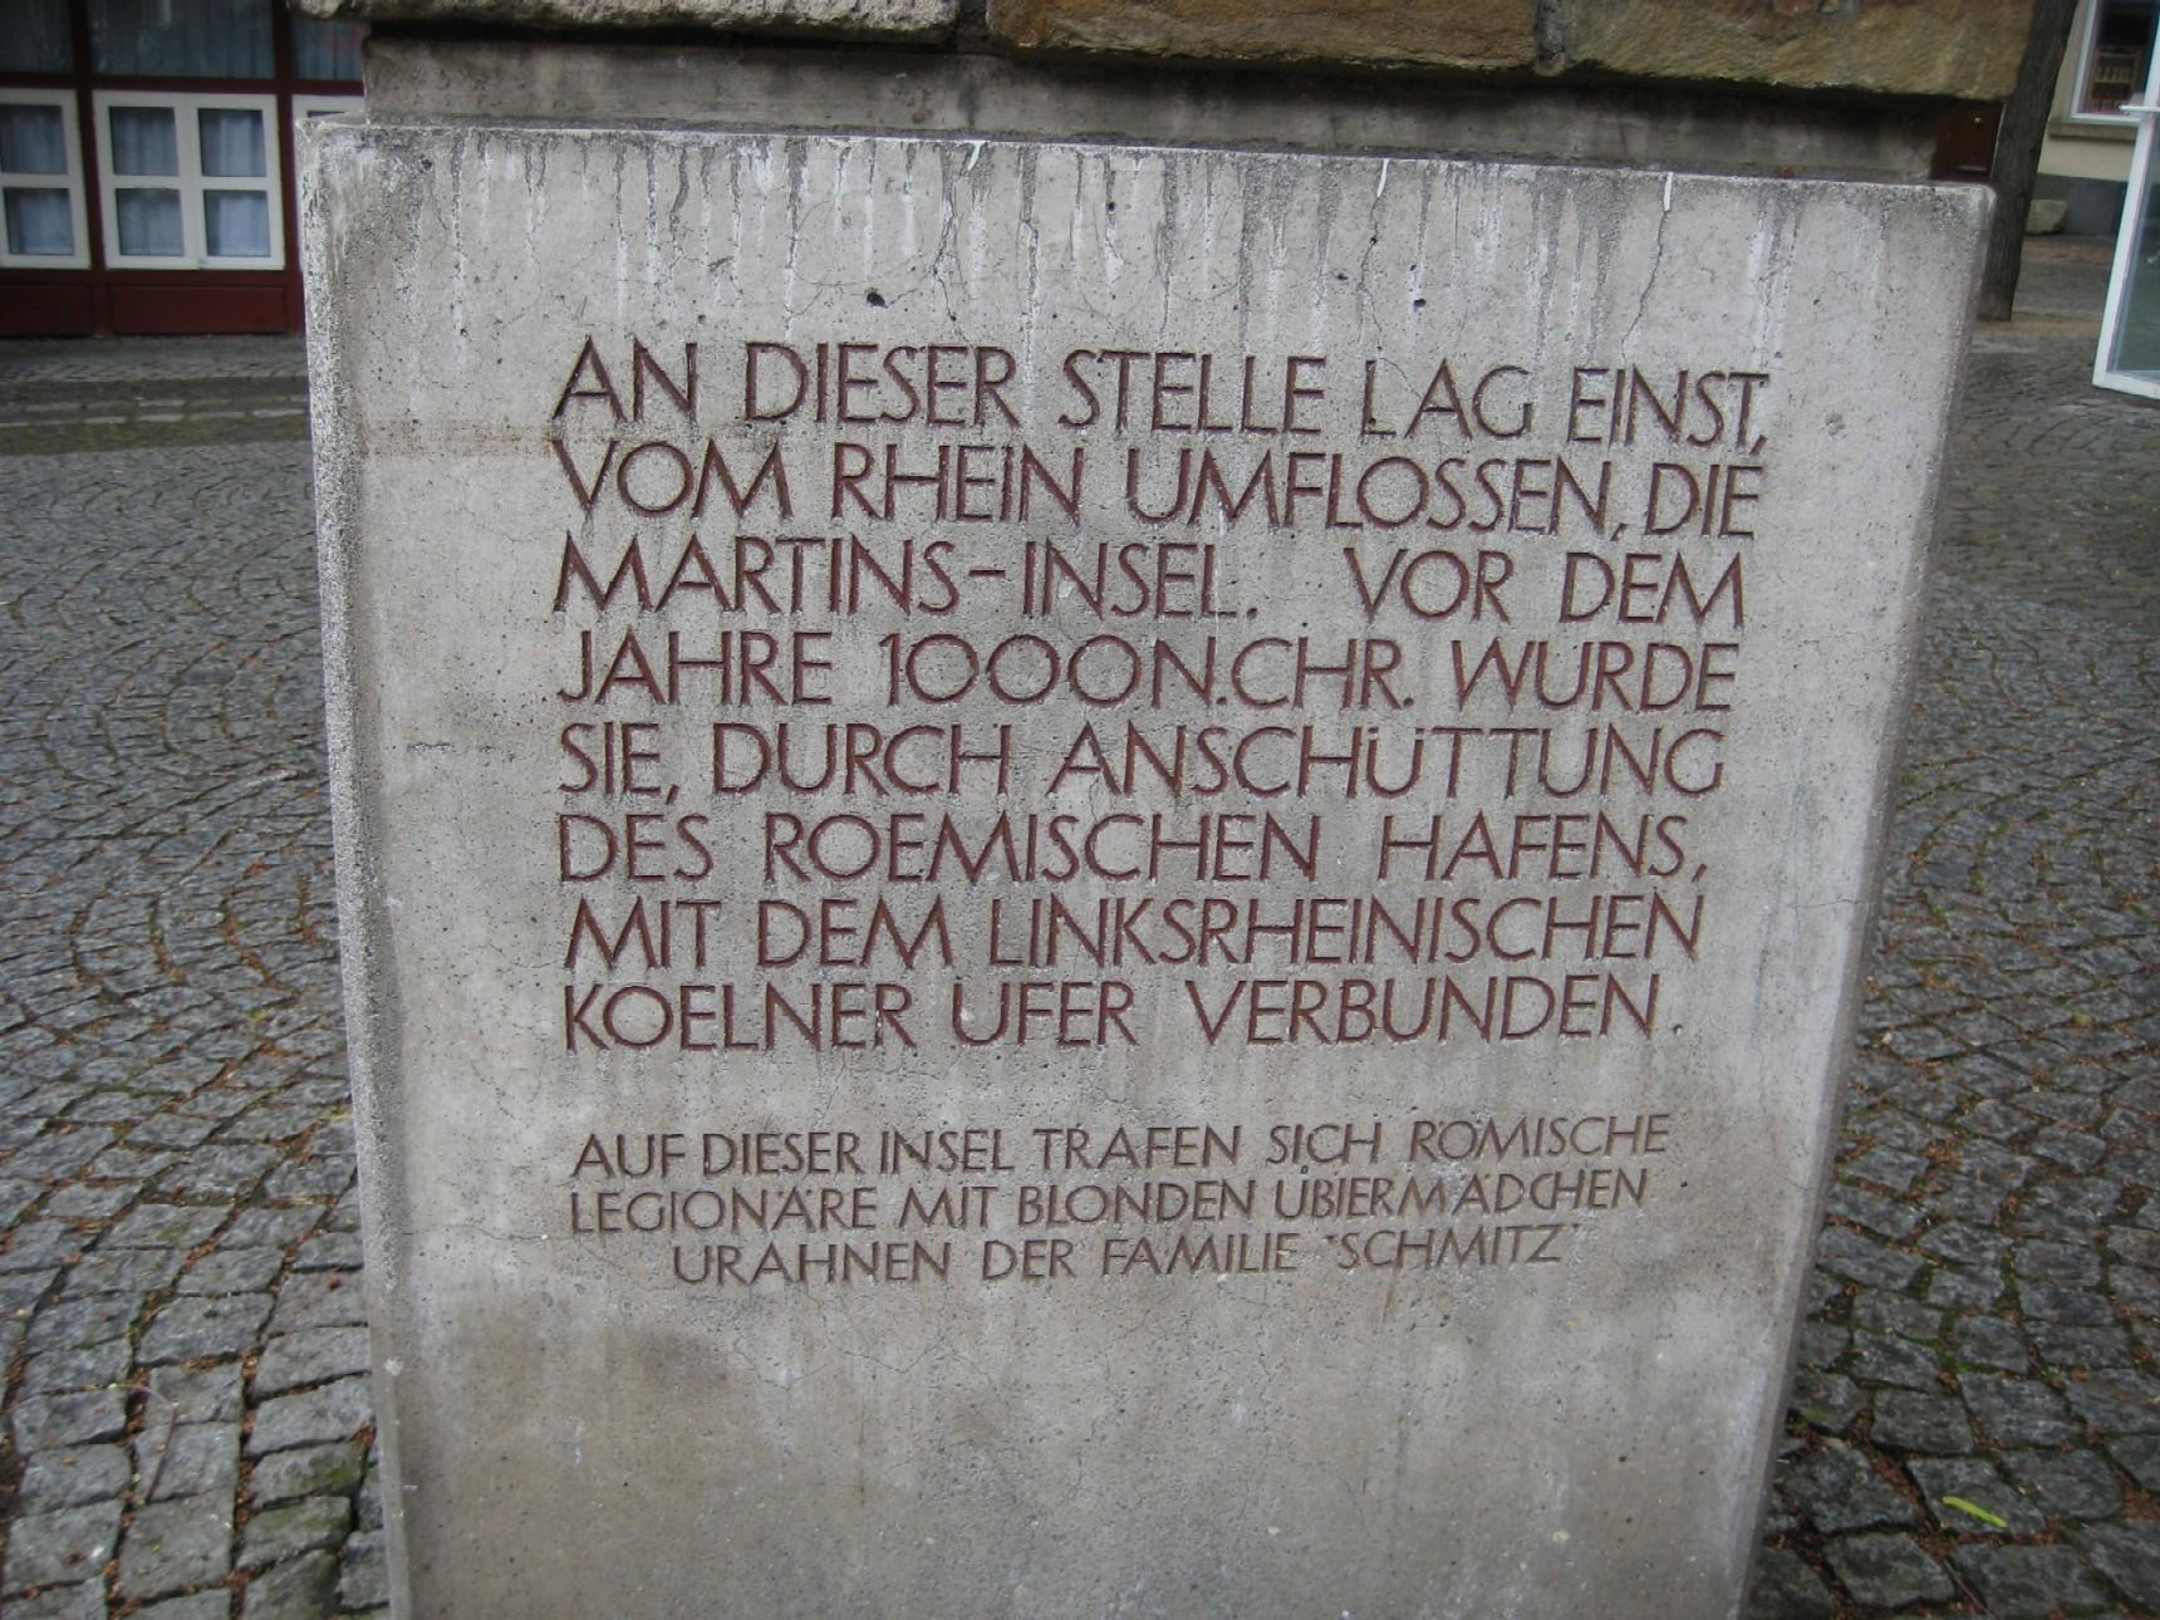 AN DIESER STELLE LAG EINST,
VOM RHEIN UMFLOSSEN, DIE
MARTINS-INSEL. VOR DEM
JAHRE 1000 N.CHR. WURDE
SIE, DURCH ANSCHÜTTUNG
DES ROEMISCHEN HAFENS,
MIT DEM LINKSRHEINISCHEN
KOELNER UFER VERBUNDEN.
AUF DIESER INSEL TRAFEN SICH RÖMISCHE
LEGIONÄRE MIT BLONDEN ÜBIERMÄDCHEN
URAHNEN DER FAMILIE "SCHMITZ"